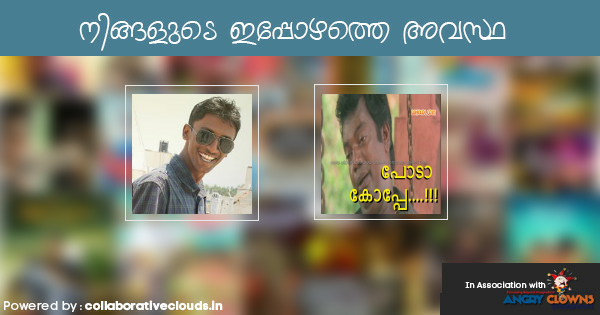 നിങ്ങളുടെ ഇപ്പോഴത്തെ അവസ്ഥ
പോടാ
കോപ്പേ....!!!
In Association with
ANGRY CLOWNS
Powered by : collaborativeclouds.in